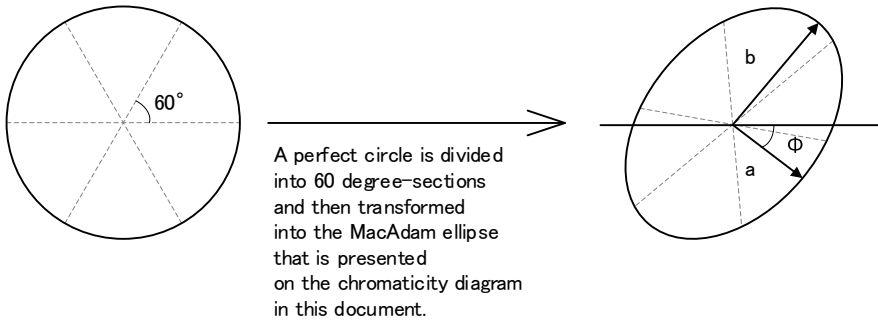 60°
A perfect circle is divided
into 60 degree-sections
and then transformed
into the MacAdam ellipse
that is presented
on the chromaticity diagram
in this document.
b
Φ
a